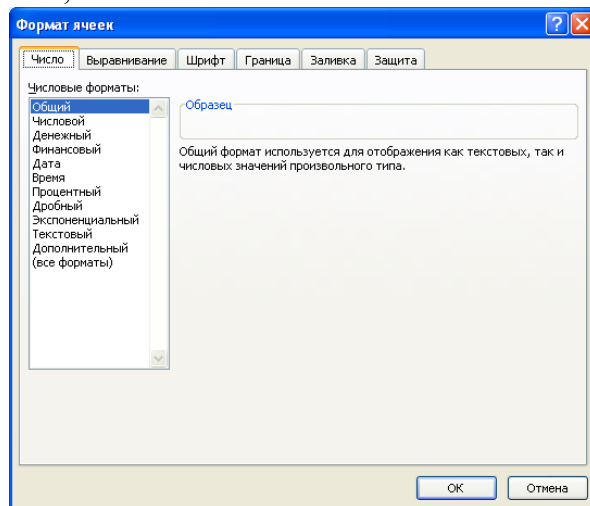 Формат ячеек
Число Выравнивание Шрифт Граница Заливка Защита
Числовые форматы:
Общий
Числовой
Денежный
Финансовый
Дата
Время
Процентный
Дробный
Экспоненциальный
Текстовый
Дополнительный
(все форматы)
Образец
Общий формат используется для отображения как текстовых, так и
числовых значений произвольного типа.
ОК Отмена